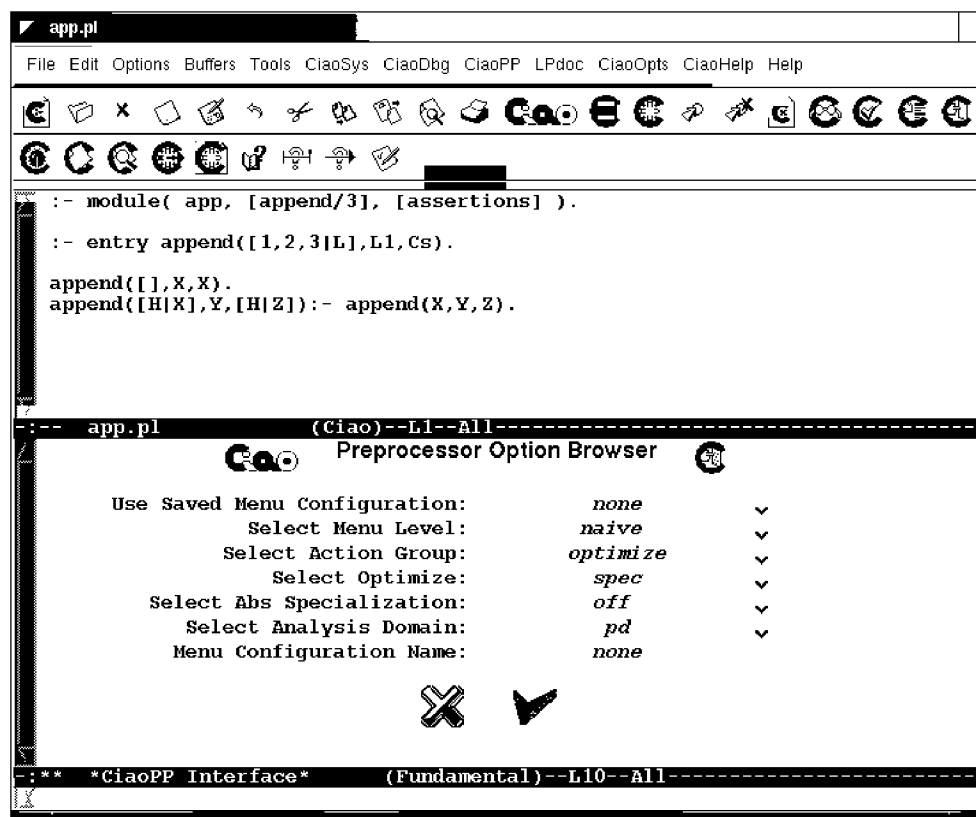 app.pl
File Edit Options Buffers Tools CiaoSys CiaoDbg CiaoPP LPdoc CiaoOpts CiaoHelp Help
Ciao
:- module( app, [append/3], [assertions] ).
:- entry append([1,2,3|L],L1,Cs).
append([],X,X).
append([H|X],Y,[H|Z]):- append(X,Y,Z).
-:-- app.pl (Ciao)--L1--All----------------------------------------
Ciao Preprocessor Option Browser
Use Saved Menu Configuration: none
Select Menu Level: naive
Select Action Group: optimize
Select Optimize: spec
Select Abs Specialization: off
Select Analysis Domain: pd
Menu Configuration Name: none
-:** *CiaoPP Interface* (Fundamental)--L10--All-------------------------